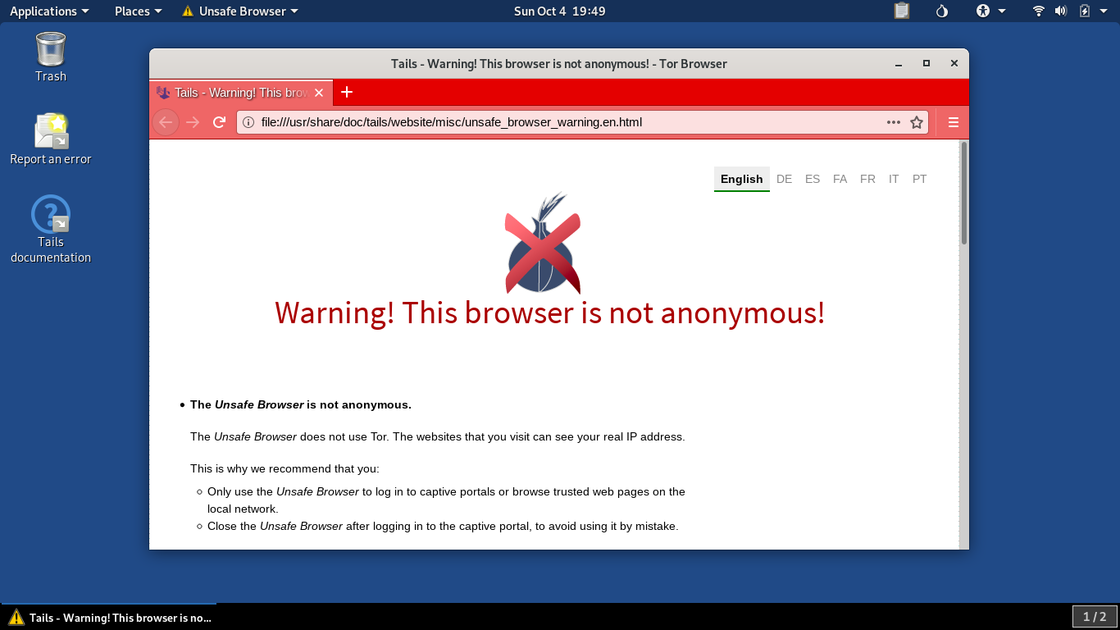 Applications Places Unsafe Browser Sun Oct 4 19:49
Trash
Report an error
Tails
documentation
Tails - Warning! This browser is not anonymous! - Tor Browser
Tails - Warning! This brow
file:///usr/share/doc/tails/website/misc/unsafe_browser_warning.en.html
English DE ES FA FR IT PT
Warning! This browser is not anonymous!
• The Unsafe Browser is not anonymous.
The Unsafe Browser does not use Tor. The websites that you visit can see your real IP address.
This is why we recommend that you:
Only use the Unsafe Browser to log in to captive portals or browse trusted web pages on the
local network.
Close the Unsafe Browser after logging in to the captive portal, to avoid using it by mistake.
Tails - Warning! This browser is no...
1 / 2